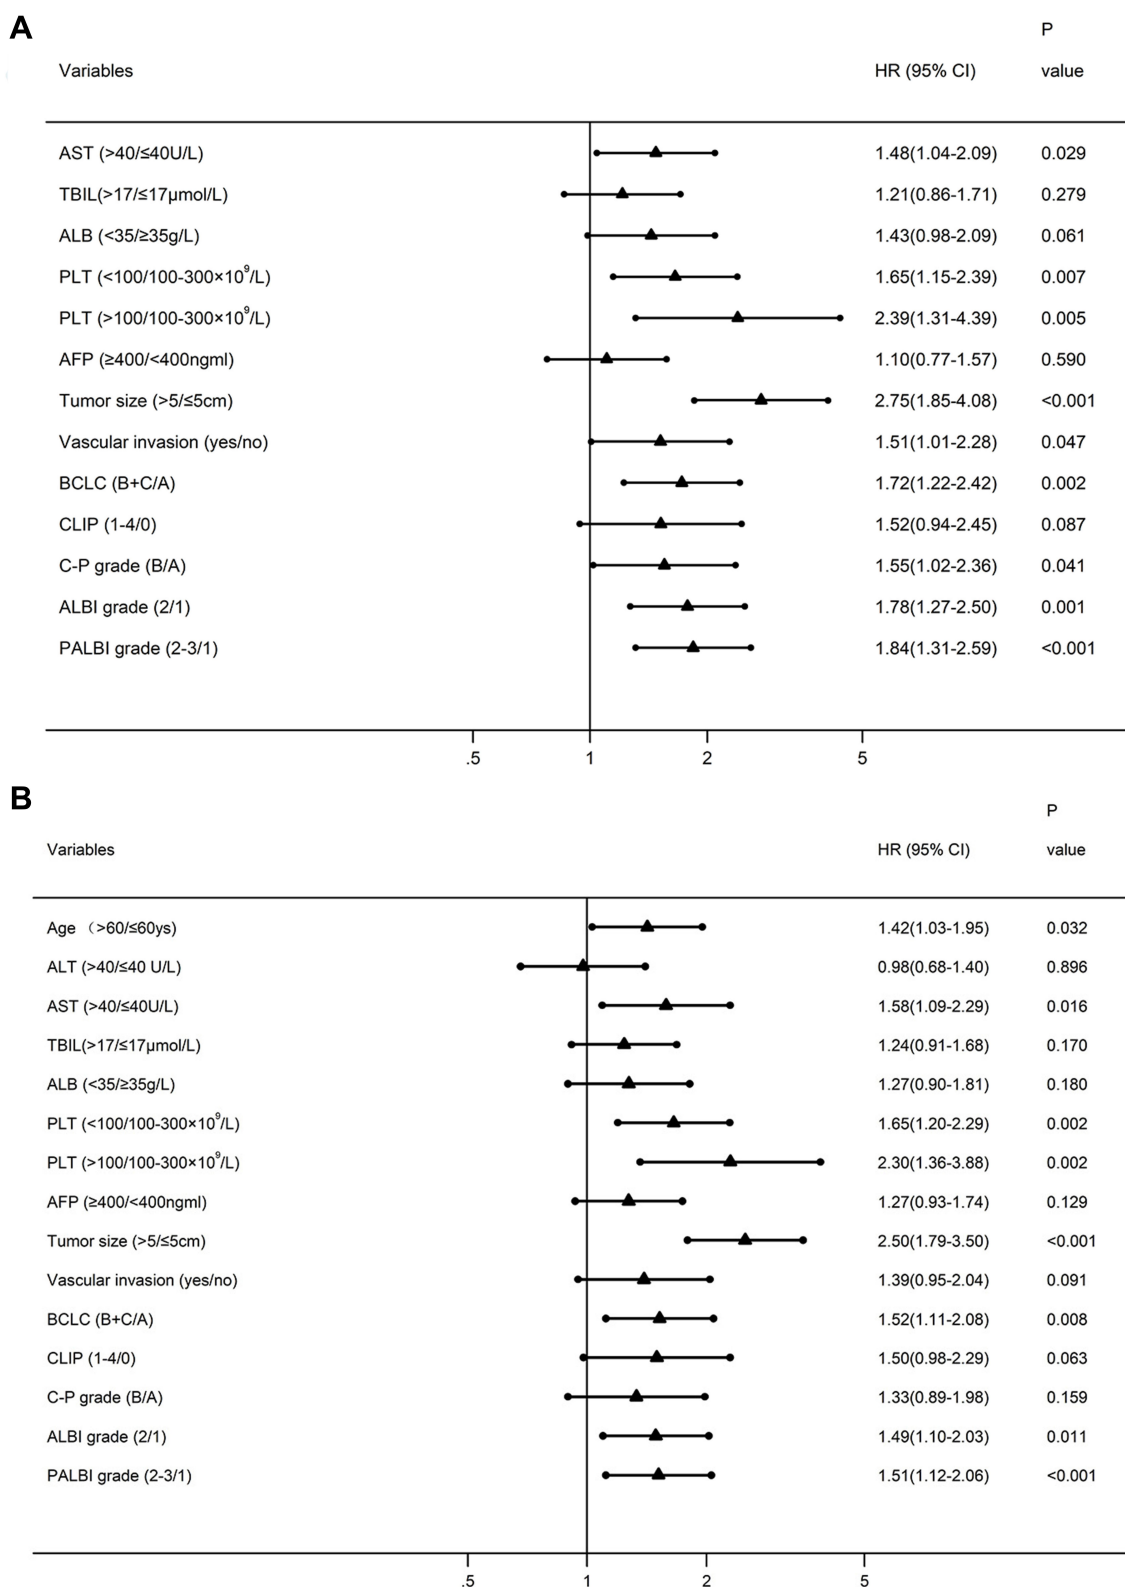 A
P
Variables HR (95% CI) value
AST (>40/≤40U/L) 1.48(1.04-2.09) 0.029
TBIL(>17/≤17μmol/L) 1.21(0.86-1.71) 0.279
ALB (<35/≥35g/L) 1.43(0.98-2.09) 0.061
PLT (<100/100-300×10⁹/L) 1.65(1.15-2.39) 0.007
PLT (>100/100-300×10⁹/L) 2.39(1.31-4.39) 0.005
AFP (≥400/<400ngml) 1.10(0.77-1.57) 0.590
Tumor size (>5/≤5cm) 2.75(1.85-4.08) <0.001
Vascular invasion (yes/no) 1.51(1.01-2.28) 0.047
BCLC (B+C/A) 1.72(1.22-2.42) 0.002
CLIP (1-4/0) 1.52(0.94-2.45) 0.087
C-P grade (B/A) 1.55(1.02-2.36) 0.041
ALBI grade (2/1) 1.78(1.27-2.50) 0.001
PALBI grade (2-3/1) 1.84(1.31-2.59) <0.001
.5 1 2 5
B
P
Variables HR (95% CI) value
Age （>60/≤60ys) 1.42(1.03-1.95) 0.032
ALT (>40/≤40 U/L) 0.98(0.68-1.40) 0.896
AST (>40/≤40U/L) 1.58(1.09-2.29) 0.016
TBIL(>17/≤17μmol/L) 1.24(0.91-1.68) 0.170
ALB (<35/≥35g/L) 1.27(0.90-1.81) 0.180
PLT (<100/100-300×10⁹/L) 1.65(1.20-2.29) 0.002
PLT (>100/100-300×10⁹/L) 2.30(1.36-3.88) 0.002
AFP (≥400/<400ngml) 1.27(0.93-1.74) 0.129
Tumor size (>5/≤5cm) 2.50(1.79-3.50) <0.001
Vascular invasion (yes/no) 1.39(0.95-2.04) 0.091
BCLC (B+C/A) 1.52(1.11-2.08) 0.008
CLIP (1-4/0) 1.50(0.98-2.29) 0.063
C-P grade (B/A) 1.33(0.89-1.98) 0.159
ALBI grade (2/1) 1.49(1.10-2.03) 0.011
PALBI grade (2-3/1) 1.51(1.12-2.06) <0.001
.5 1 2 5